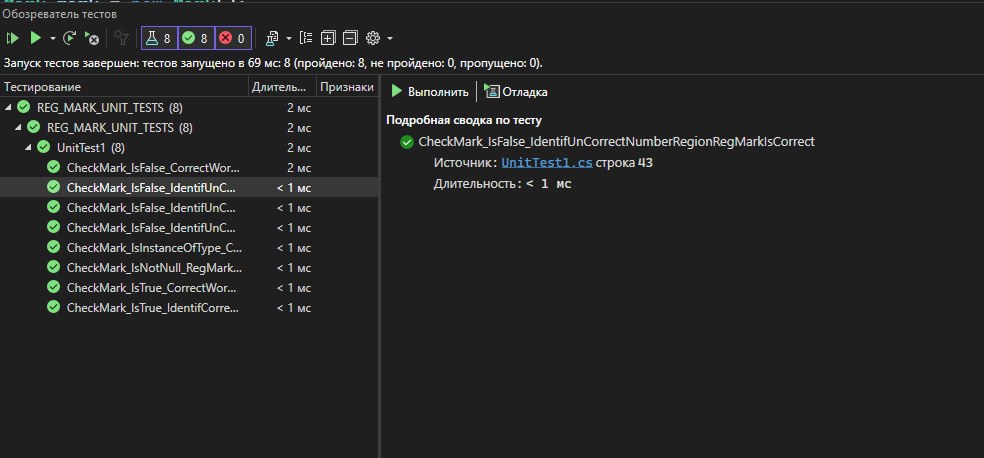 Обозреватель тестов
8 8 0
Запуск тестов завершен: тестов запущено в 69 мс: 8 (пройдено: 8, не пройдено: 0, пропущено: 0).
Тестирование Длитель... Признаки
REG_MARK_UNIT_TESTS (8) 2 мс
REG_MARK_UNIT_TESTS (8) 2 мс
UnitTest1 (8) 2 мс
CheckMark_IsFalse_CorrectWor... 2 мс
CheckMark_IsFalse_IdentifUnC... < 1 мс
CheckMark_IsFalse_IdentifUnC... < 1 мс
CheckMark_IsFalse_IdentifUnC... < 1 мс
CheckMark_IsInstanceOfType_C... < 1 мс
CheckMark_IsNotNull_RegMark... < 1 мс
CheckMark_IsTrue_CorrectWor... < 1 мс
CheckMark_IsTrue_IdentifCorre... < 1 мс
Выполнить Отладка
Подробная сводка по тесту
CheckMark_IsFalse_IdentifUnCorrectNumberRegionRegMarkIsCorrect
Источник: UnitTest1.cs строка 43
Длительность: < 1 мс